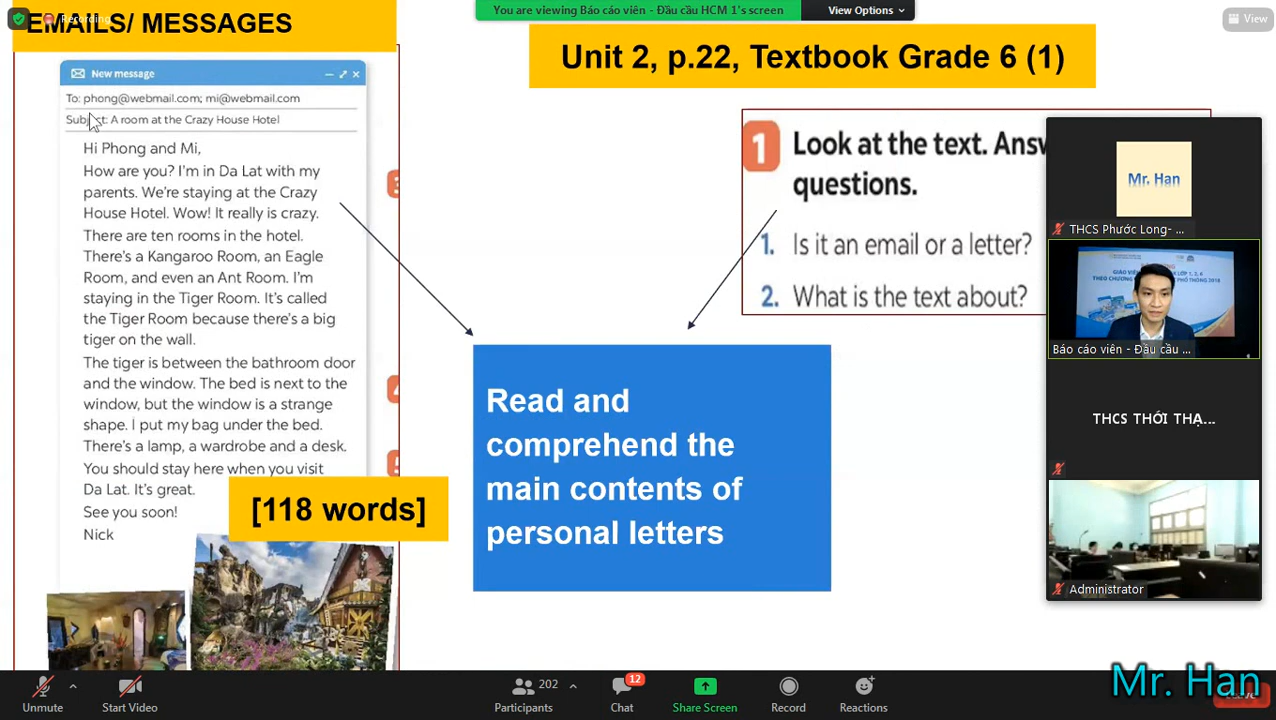 EMAILS/ MESSAGES
Recording
You are viewing Báo cáo viên - Đầu cầu HCM 1's screen
View Options
View
Unit 2, p.22, Textbook Grade 6 (1)
New message
To: phong@webmail.com; mi@webmail.com
Subject: A room at the Crazy House Hotel
Hi Phong and Mi,
How are you? I'm in Da Lat with my
parents. We're staying at the Crazy
House Hotel. Wow! It really is crazy.
There are ten rooms in the hotel.
There's a Kangaroo Room, an Eagle
Room, and even an Ant Room. I'm
staying in the Tiger Room. It's called
the Tiger Room because there's a big
tiger on the wall.
The tiger is between the bathroom door
and the window. The bed is next to the
window, but the window is a strange
shape. I put my bag under the bed.
There's a lamp, a wardrobe and a desk.
You should stay here when you visit
Da Lat. It's great.
See you soon!
Nick
[118 words]
1 Look at the text. Answ
questions.
1. Is it an email or a letter?
2. What is the text about?
Read and
comprehend the
main contents of
personal letters
Mr. Han
THCS Phước Long- ...
Báo cáo viên - Đầu cầu ...
THCS THỚI THẠ...
Administrator
Unmute
Start Video
202
Participants
12
Chat
Share Screen
Record
Reactions
Mr. Han